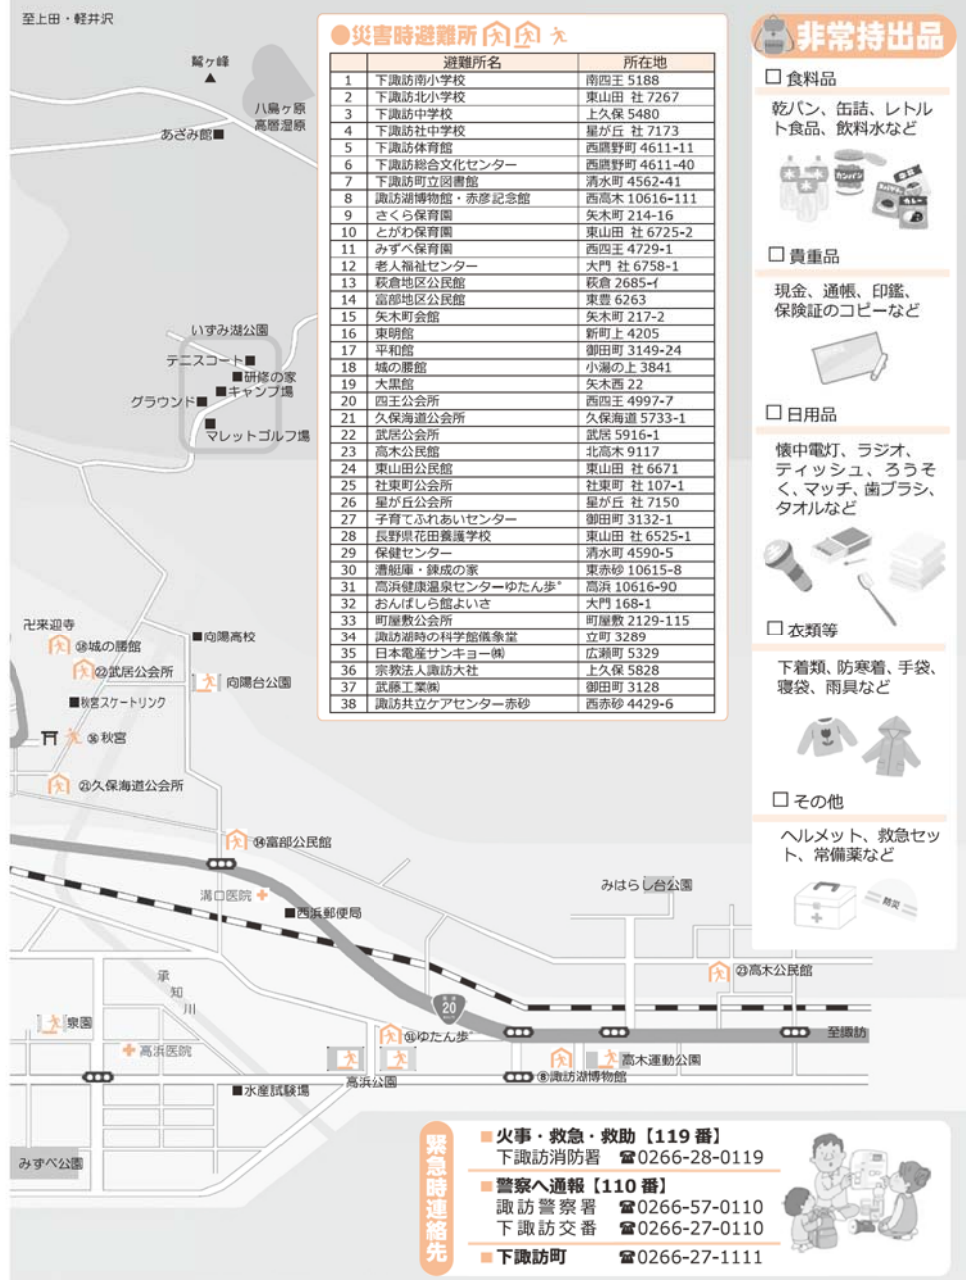 至上田・軽井沢
鷲ヶ峰
八島ヶ原
高層湿原
あざみ館
いずみ湖公園
テニスコート
研修の家
キャンプ場
グラウンド
マレットゴルフ場
●災害時避難所
避難所名 所在地
1 下諏訪南小学校 南四王 5188
2 下諏訪北小学校 東山田 社 7267
3 下諏訪中学校 上久保 5480
4 下諏訪社中学校 星が丘 社 7173
5 下諏訪体育館 西鷹野町 4611-11
6 下諏訪総合文化センター 西鷹野町 4611-40
7 下諏訪町立図書館 清水町 4562-41
8 諏訪湖博物館・赤彦記念館 西高木 10616-111
9 さくら保育園 矢木町 214-16
10 とがわ保育園 東山田 社 6725-2
11 みずべ保育園 西四王 4729-1
12 老人福祉センター 大門 社 6758-1
13 萩倉地区公民館 萩倉 2685-イ
14 富部地区公民館 東豊 6263
15 矢木町会館 矢木町 217-2
16 東明館 新町上 4205
17 平和館 御田町 3149-24
18 城の腰館 小湯の上 3841
19 大黒館 矢木西 22
20 四王公会所 西四王 4997-7
21 久保海道公会所 久保海道 5733-1
22 武居公会所 武居 5916-1
23 高木公民館 北高木 9117
24 東山田公民館 東山田 社 6671
25 社東町公会所 社東町 社 107-1
26 星が丘公会所 星が丘 社 7150
27 子育てふれあいセンター 御田町 3132-1
28 長野県花田養護学校 東山田 社 6525-1
29 保健センター 清水町 4590-5
30 漕艇庫・錬成の家 東赤砂 10615-8
31 高浜健康温泉センターゆたん歩° 高浜 10616-90
32 おんばしら館よいさ 大門 168-1
33 町屋敷公会所 町屋敷 2129-115
34 諏訪湖時の科学館儀象堂 立町 3289
35 日本電産サンキョー㈱ 広瀬町 5329
36 宗教法人諏訪大社 上久保 5828
37 武藤工業㈱ 御田町 3128
38 諏訪共立ケアセンター赤砂 西赤砂 4429-6
非常持出品
□ 食料品
乾パン、缶詰、レトル
ト食品、飲料水など
カンパン
カレー
□ 貴重品
現金、通帳、印鑑、
保険証のコピーなど
□ 日用品
懐中電灯、ラジオ、
ティッシュ、ろうそ
く、マッチ、歯ブラシ、
タオルなど
□ 衣類等
下着類、防寒着、手袋、
寝袋、雨具など
□ その他
ヘルメット、救急セッ
ト、常備薬など
防災
卍来迎寺
⑱城の腰館
㉒武居公会所
向陽高校
向陽台公園
秋宮スケートリンク
㊱秋宮
㉑久保海道公会所
⑭富部公民館
溝口医院
西浜郵便局
みはらし台公園
㉓高木公民館
承
知
川
20
泉園
高浜医院
㉛ゆたん歩°
至諏訪
高浜公園
高木運動公園
⑧諏訪湖博物館
水産試験場
みずべ公園
緊急時連絡先
■火事・救急・救助【119 番】
下諏訪消防署 ☎0266-28-0119
■警察へ通報【110 番】
諏訪警察署 ☎0266-57-0110
下諏訪交番 ☎0266-27-0110
■下諏訪町 ☎0266-27-1111